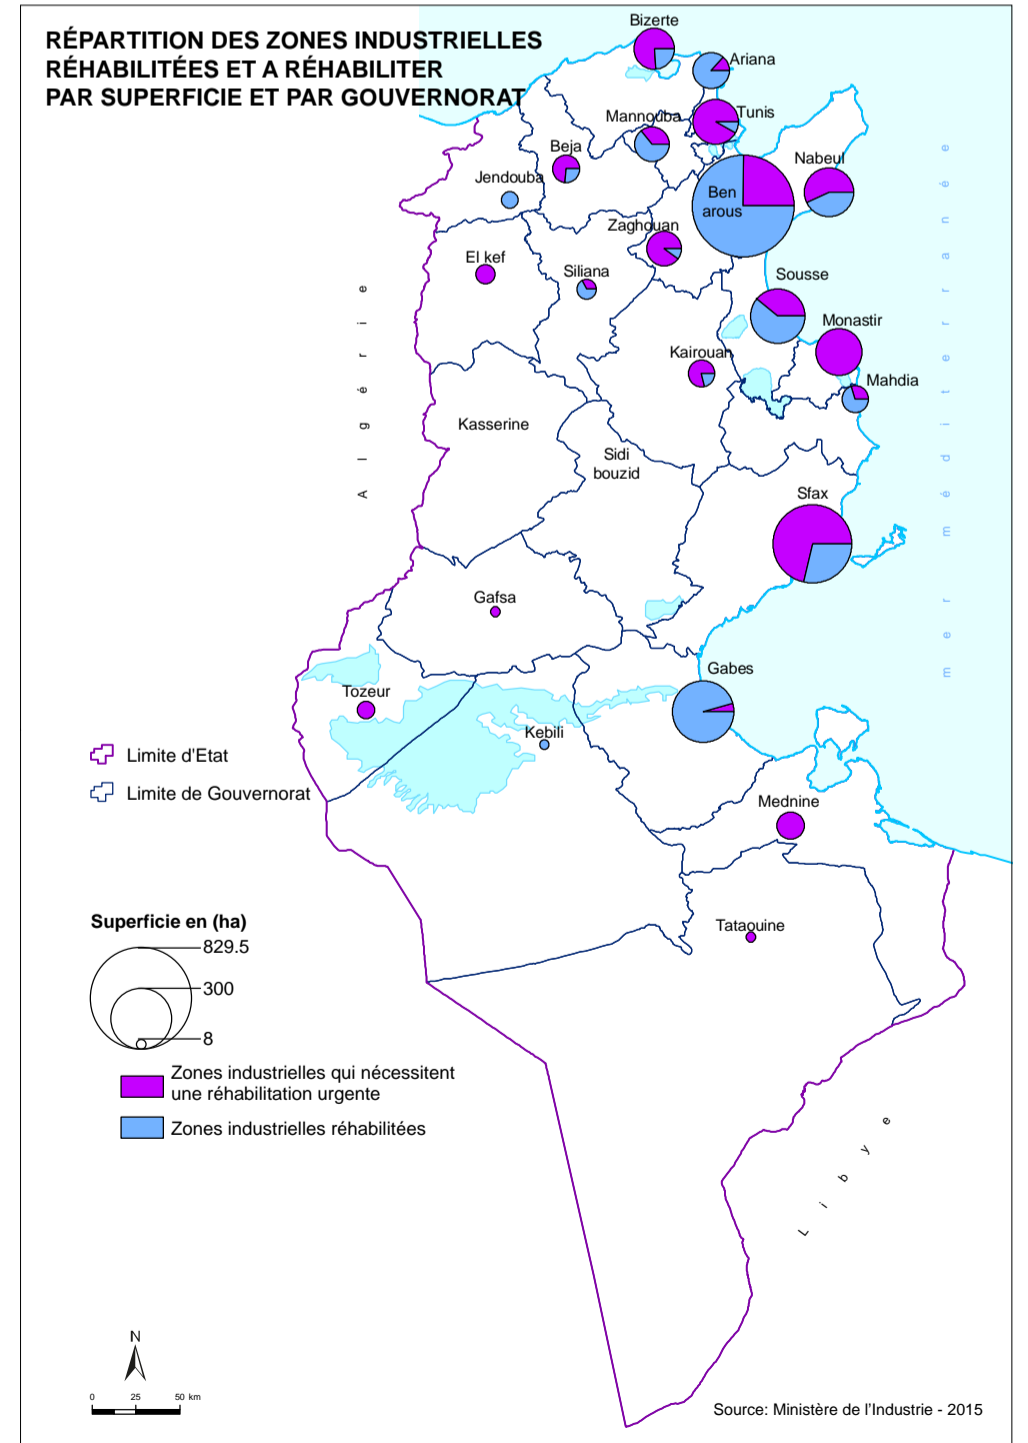 RÉPARTITION DES ZONES INDUSTRIELLES
RÉHABILITÉES ET A RÉHABILITER
PAR SUPERFICIE ET PAR GOUVERNORAT
Bizerte
Ariana
Mannouba
Tunis
Beja
Nabeul
Jendouba
Ben
arous
Zaghouan
El kef
Siliana
Sousse
Monastir
Kairouan
Mahdia
Kasserine
Sidi
bouzid
Sfax
Gafsa
Gabes
Tozeur
Kebili
Mednine
Tataouine
Algérie
mer méditerranée
Libye
Limite d'Etat
Limite de Gouvernorat
Superficie en (ha)
829.5
300
8
Zones industrielles qui nécessitent
une réhabilitation urgente
Zones industrielles réhabilitées
N
0 25 50 km
Source: Ministère de l'Industrie - 2015